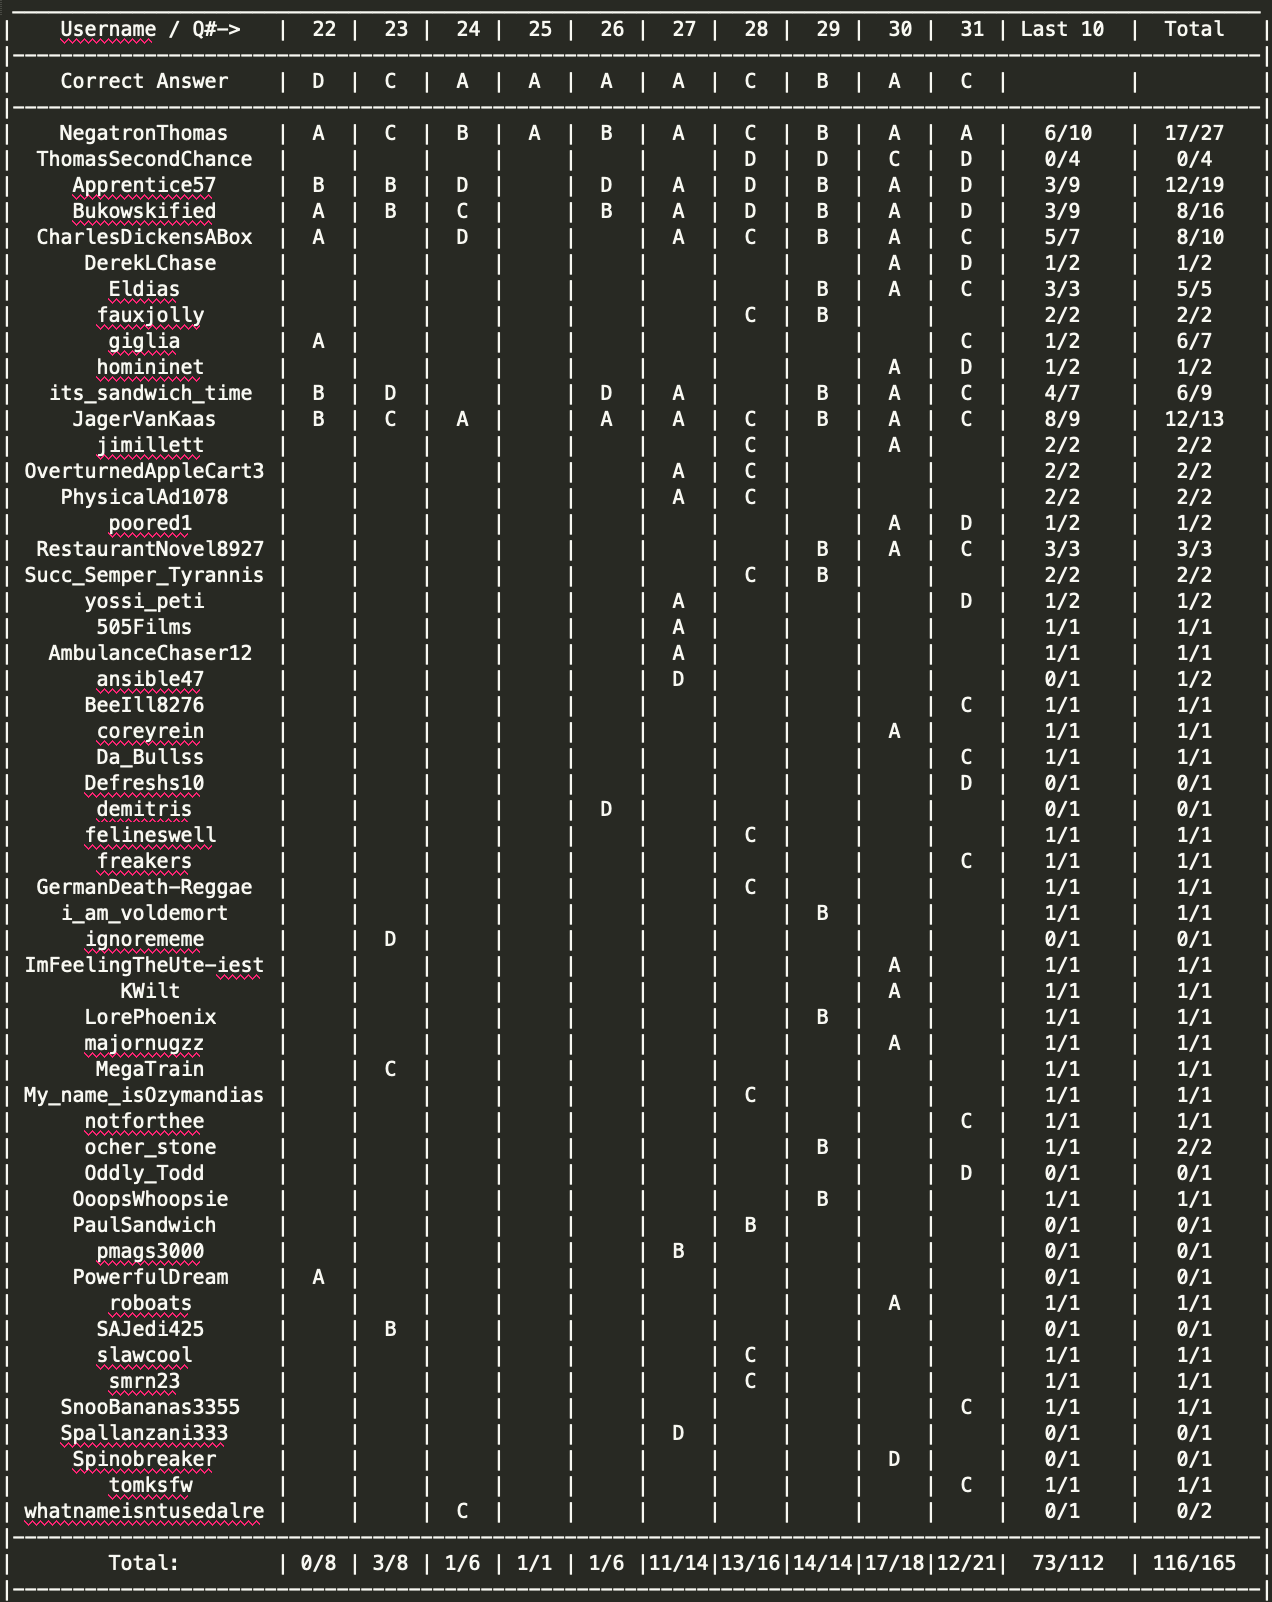 | Username / Q#-> | 22 | 23 | 24 | 25 | 26 | 27 | 28 | 29 | 30 | 31 | Last 10 | Total |
| Correct Answer | D | C | A | A | A | A | C | B | A | C | | |
| NegatronThomas | A | C | B | A | B | A | C | B | A | A | 6/10 | 17/27 |
| ThomasSecondChance | | | | | | | D | D | C | D | 0/4 | 0/4 |
| Apprentice57 | B | B | D | | D | A | D | B | A | D | 3/9 | 12/19 |
| Bukowskified | A | B | C | | B | A | D | B | A | D | 3/9 | 8/16 |
| CharlesDickensABox | A | | D | | | A | C | B | A | C | 5/7 | 8/10 |
| DerekLChase | | | | | | | | | A | D | 1/2 | 1/2 |
| Eldias | | | | | | | | B | A | C | 3/3 | 5/5 |
| fauxjolly | | | | | | | C | B | | | 2/2 | 2/2 |
| giglia | A | | | | | | | | | C | 1/2 | 6/7 |
| homininet | | | | | | | | | A | D | 1/2 | 1/2 |
| its_sandwich_time | B | D | | | D | A | | B | A | C | 4/7 | 6/9 |
| JagerVanKaas | B | C | A | | A | A | C | B | A | C | 8/9 | 12/13 |
| jimillett | | | | | | | C | | A | | 2/2 | 2/2 |
| OverturnedAppleCart3 | | | | | | A | C | | | | 2/2 | 2/2 |
| PhysicalAd1078 | | | | | | A | C | | | | 2/2 | 2/2 |
| poored1 | | | | | | | | | A | D | 1/2 | 1/2 |
| RestaurantNovel8927 | | | | | | | | B | A | C | 3/3 | 3/3 |
| Succ_Semper_Tyrannis | | | | | | | C | B | | | 2/2 | 2/2 |
| yossi_peti | | | | | | A | | | | D | 1/2 | 1/2 |
| 505Films | | | | | | A | | | | | 1/1 | 1/1 |
| AmbulanceChaser12 | | | | | | A | | | | | 1/1 | 1/1 |
| ansible47 | | | | | | D | | | | | 0/1 | 1/2 |
| BeeIll8276 | | | | | | | | | | C | 1/1 | 1/1 |
| coreyrein | | | | | | | | | A | | 1/1 | 1/1 |
| Da_Bullss | | | | | | | | | | C | 1/1 | 1/1 |
| Defreshs10 | | | | | | | | | | D | 0/1 | 0/1 |
| demitris | | | | | D | | | | | | 0/1 | 0/1 |
| felineswell | | | | | | | C | | | | 1/1 | 1/1 |
| freakers | | | | | | | | | | C | 1/1 | 1/1 |
| GermanDeath-Reggae | | | | | | | C | | | | 1/1 | 1/1 |
| i_am_voldemort | | | | | | | | B | | | 1/1 | 1/1 |
| ignorememe | | D | | | | | | | | | 0/1 | 0/1 |
| ImFeelingTheUte-iest | | | | | | | | | A | | 1/1 | 1/1 |
| KWilt | | | | | | | | | A | | 1/1 | 1/1 |
| LorePhoenix | | | | | | | | B | | | 1/1 | 1/1 |
| majornugzz | | | | | | | | | A | | 1/1 | 1/1 |
| MegaTrain | | C | | | | | | | | | 1/1 | 1/1 |
| My_name_isOzymandias | | | | | | | C | | | | 1/1 | 1/1 |
| notforthee | | | | | | | | | | C | 1/1 | 1/1 |
| ocher_stone | | | | | | | | B | | | 1/1 | 2/2 |
| Oddly_Todd | | | | | | | | | | D | 0/1 | 0/1 |
| OoopsWhoopsie | | | | | | | | B | | | 1/1 | 1/1 |
| PaulSandwich | | | | | | | B | | | | 0/1 | 0/1 |
| pmags3000 | | | | | | B | | | | | 0/1 | 0/1 |
| PowerfulDream | A | | | | | | | | | | 0/1 | 0/1 |
| roboats | | | | | | | | | A | | 1/1 | 1/1 |
| SAJedi425 | | B | | | | | | | | | 0/1 | 0/1 |
| slawcool | | | | | | | C | | | | 1/1 | 1/1 |
| smrn23 | | | | | | | C | | | | 1/1 | 1/1 |
| SnooBananas3355 | | | | | | | | | | C | 1/1 | 1/1 |
| Spallanzani333 | | | | | | D | | | | | 0/1 | 0/1 |
| Spinobreaker | | | | | | | | | D | | 0/1 | 0/1 |
| tomksfw | | | | | | | | | | C | 1/1 | 1/1 |
| whatnameisntusedalre | | | C | | | | | | | | 0/1 | 0/2 |
| Total: | 0/8 | 3/8 | 1/6 | 1/1 | 1/6 |11/14|13/16|14/14|17/18|12/21| 73/112 | 116/165 |